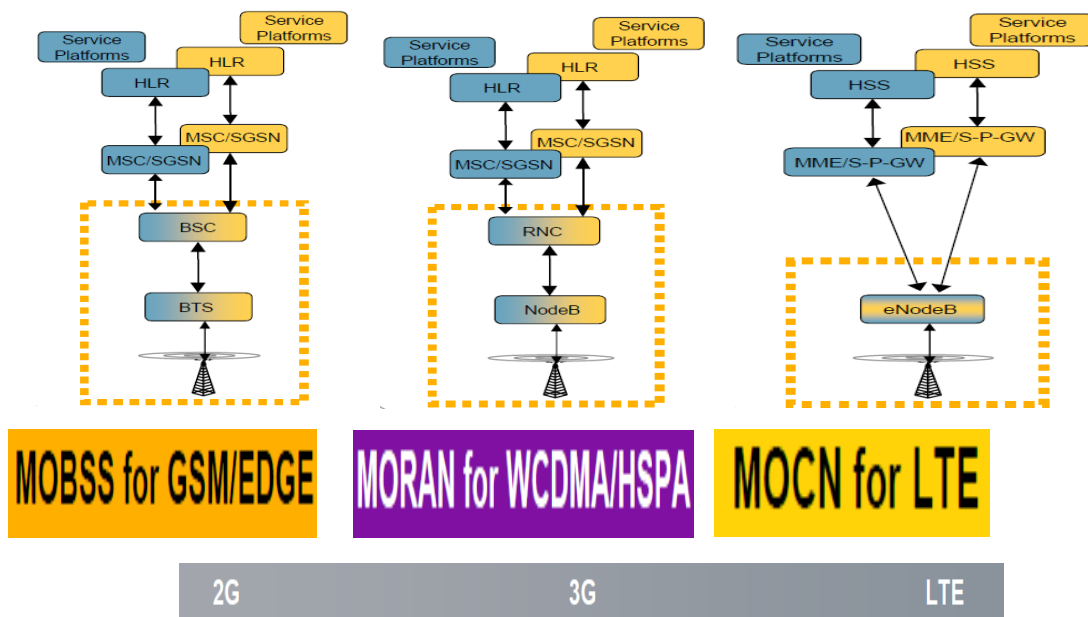 Service
Platforms
Service
Platforms
HLR
HLR
MSC/SGSN
MSC/SGSN
BSC
BTS
MOBSS for GSM/EDGE
Service
Platforms
Service
Platforms
HLR
HLR
MSC/SGSN
MSC/SGSN
RNC
NodeB
MORAN for WCDMA/HSPA
Service
Platforms
Service
Platforms
HSS
HSS
MME/S-P-GW
MME/S-P-GW
eNodeB
MOCN for LTE
2G
3G
LTE